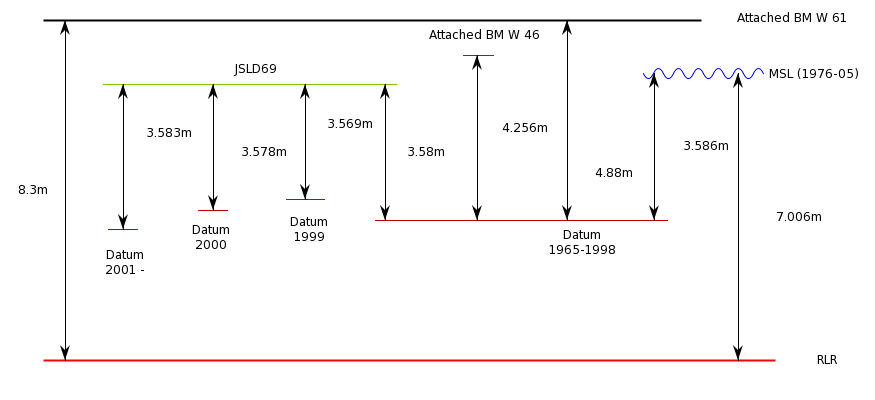 Attached BM W 61
Attached BM W 46
JSLD69
MSL (1976-05)
3.583m
3.578m
3.569m
3.58m
4.256m
4.88m
3.586m
8.3m
7.006m
Datum
2001 -
Datum
2000
Datum
1999
Datum
1965-1998
RLR